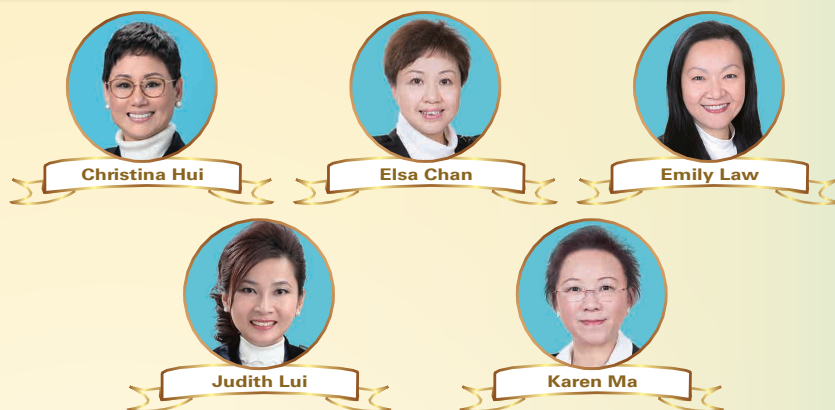 Christina Hui
Elsa Chan
Emily Law
Judith Lui
Karen Ma